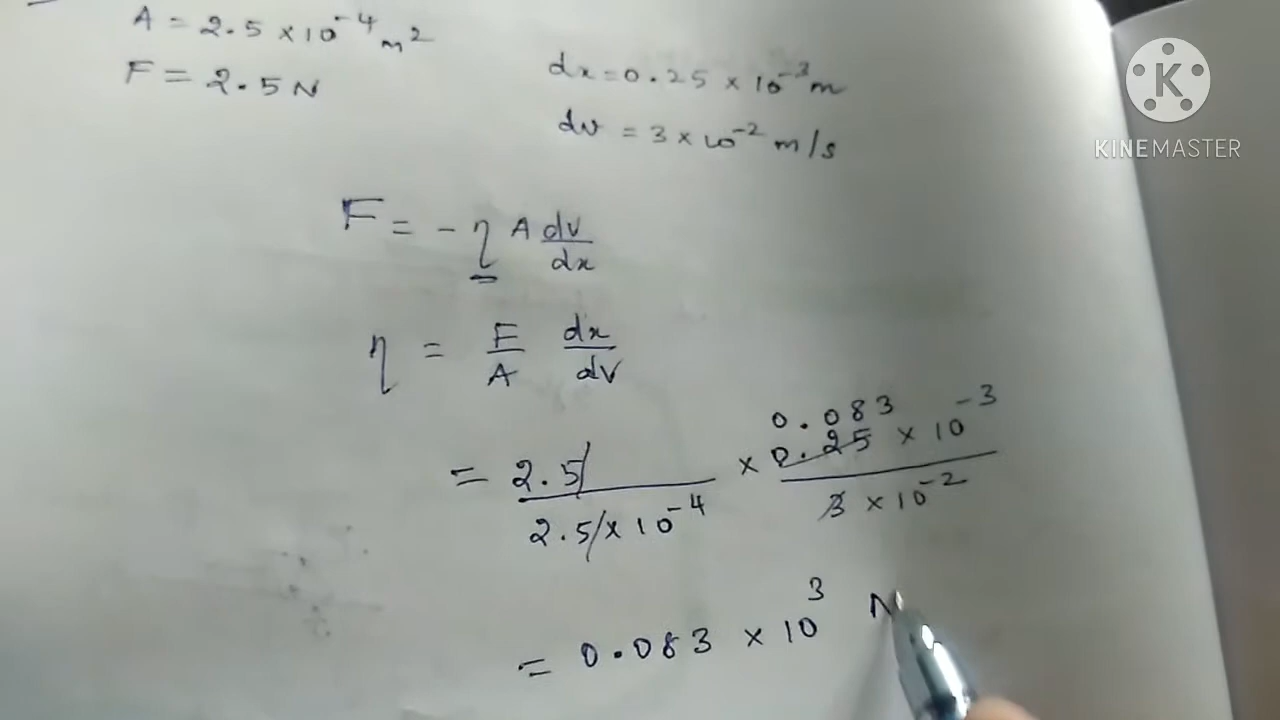 A = 2.5 × 10⁻⁴ m²
F = 2.5 N
dx = 0.25 × 10⁻³ m
dv = 3 × 10⁻² m/s
K
KINEMASTER
F = - η A dv/dx
η = F/A dx/dv
0.083
= 2.5 / 2.5 × 10⁻⁴ × 0.25 × 10⁻³ / 3 × 10⁻²
= 0.083 × 10³ N